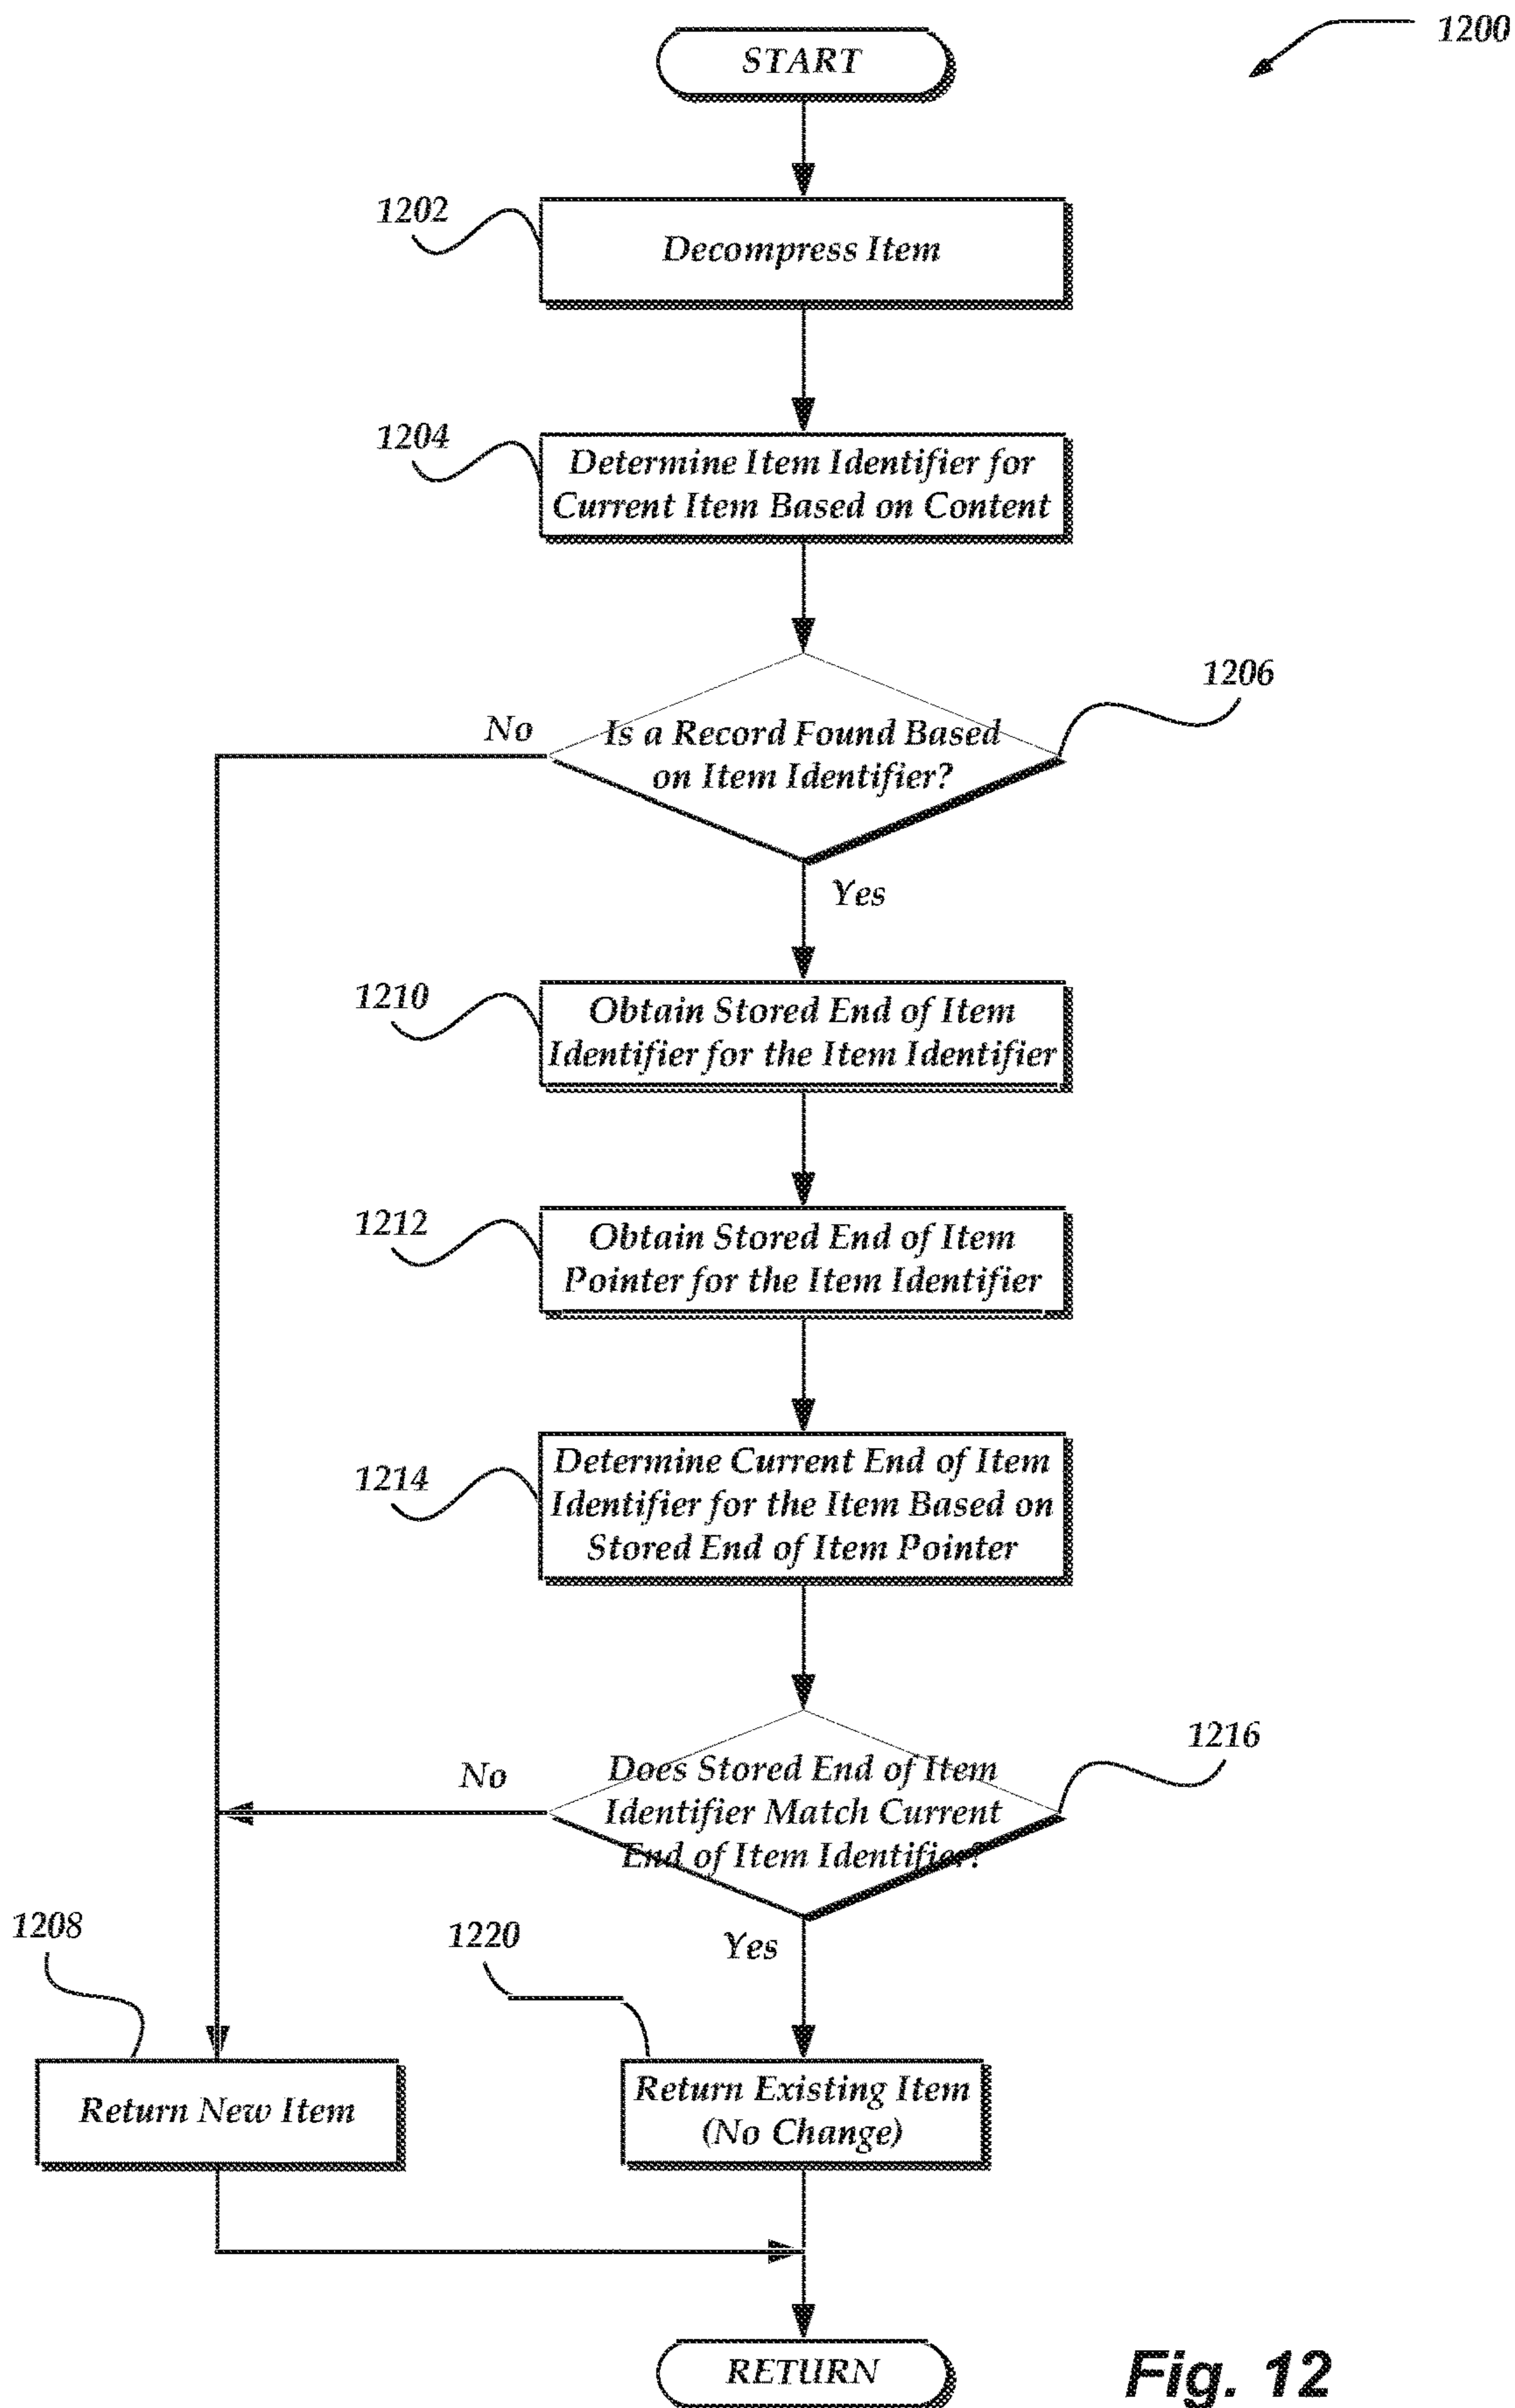 1200
START
1202
Decompress Item
1204
Determine Item Identifier for
Current Item Based on Content
1206
No
Is a Record Found Based
on Item Identifier?
Yes
1210
Obtain Stored End of Item
Identifier for the Item Identifier
1212
Obtain Stored End of Item
Pointer for the Item Identifier
1214
Determine Current End of Item
Identifier for the Item Based on
Stored End of Item Pointer
1216
No
Does Stored End of Item
Identifier Match Current
End of Item Identifier?
1208
1220
Yes
Return New Item
Return Existing Item
(No Change)
RETURN
Fig. 12